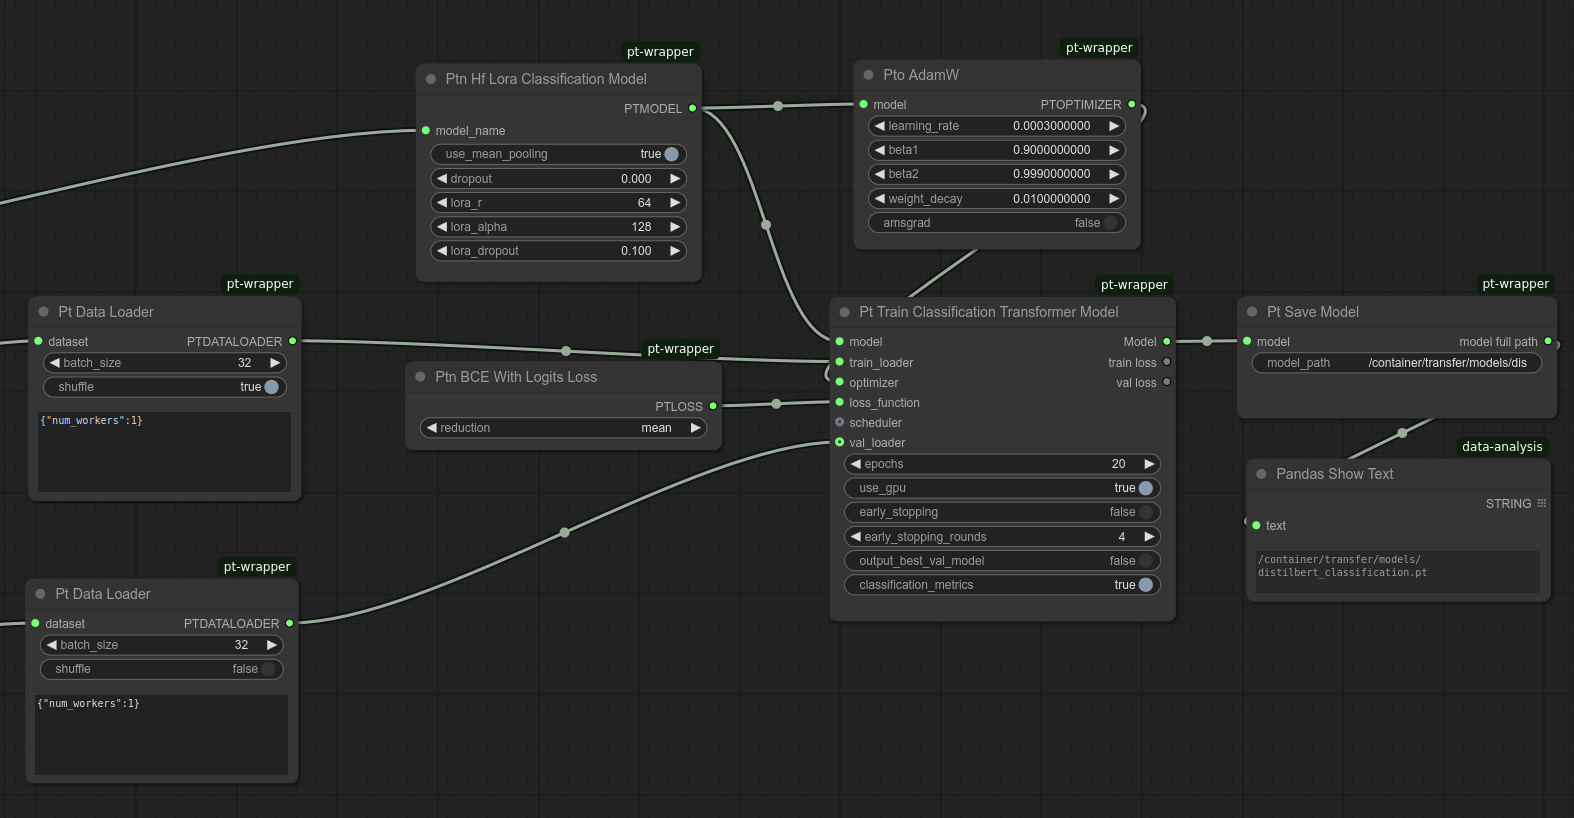 pt-wrapper
Ptn Hf Lora Classification Model
PTMODEL
model_name
use_mean_pooling true
dropout 0.000
lora_r 64
lora_alpha 128
lora_dropout 0.100
pt-wrapper
Pto AdamW
model PTOPTIMIZER
learning_rate 0.0003000000
beta1 0.9000000000
beta2 0.9990000000
weight_decay 0.0100000000
amsgrad false
pt-wrapper
Pt Data Loader
dataset PTDATALOADER
batch_size 32
shuffle true
{"num_workers":1}
pt-wrapper
Ptn BCE With Logits Loss
PTLOSS
reduction mean
pt-wrapper
Pt Train Classification Transformer Model
model Model
train_loader train loss
optimizer val loss
loss_function
scheduler
val_loader
epochs 20
use_gpu true
early_stopping false
early_stopping_rounds 4
output_best_val_model false
classification_metrics true
pt-wrapper
Pt Save Model
model model full path
model_path /container/transfer/models/dis
data-analysis
Pandas Show Text
STRING
text
/container/transfer/models/
distilbert_classification.pt
pt-wrapper
Pt Data Loader
dataset PTDATALOADER
batch_size 32
shuffle false
{"num_workers":1}